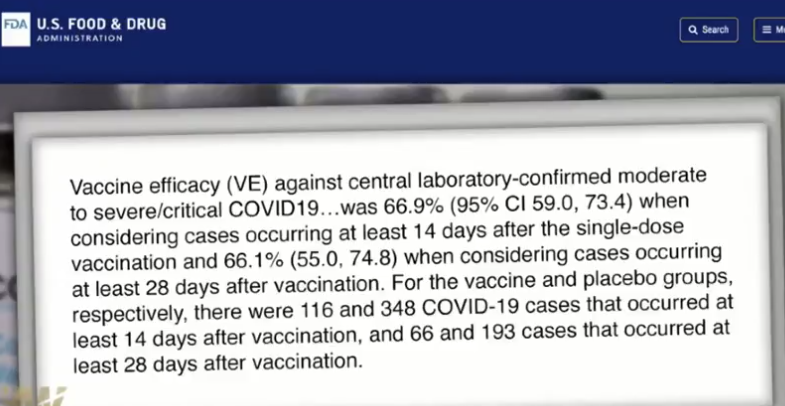 FDA
U.S. FOOD & DRUG
ADMINISTRATION
Search
Vaccine efficacy (VE) against central laboratory-confirmed moderate
to severe/critical COVID19...was 66.9% (95% CI 59.0, 73.4) when
considering cases occurring at least 14 days after the single-dose
vaccination and 66.1% (55.0, 74.8) when considering cases occurring
at least 28 days after vaccination. For the vaccine and placebo groups,
respectively, there were 116 and 348 COVID-19 cases that occurred at
least 14 days after vaccination, and 66 and 193 cases that occurred at
least 28 days after vaccination.